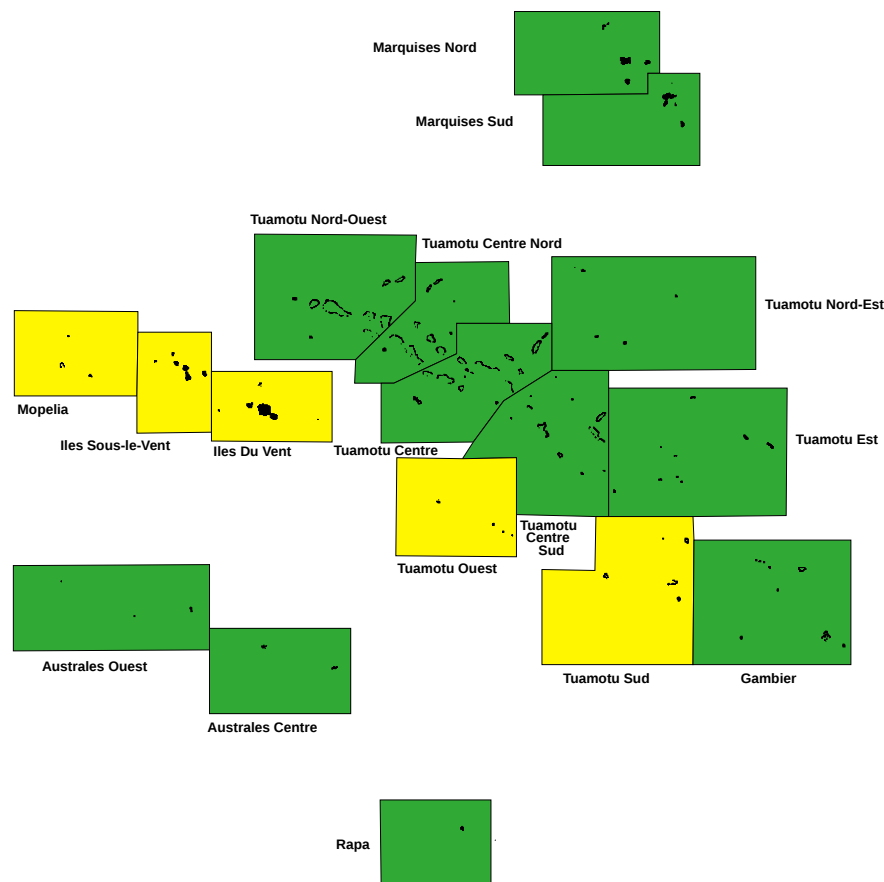 Marquises Nord
Marquises Sud
Tuamotu Nord-Ouest
Tuamotu Centre Nord
Tuamotu Nord-Est
Mopelia
Iles Sous-le-Vent
Iles Du Vent
Tuamotu Centre
Tuamotu Est
Tuamotu
Centre
Sud
Tuamotu Ouest
Australes Ouest
Tuamotu Sud
Gambier
Australes Centre
Rapa